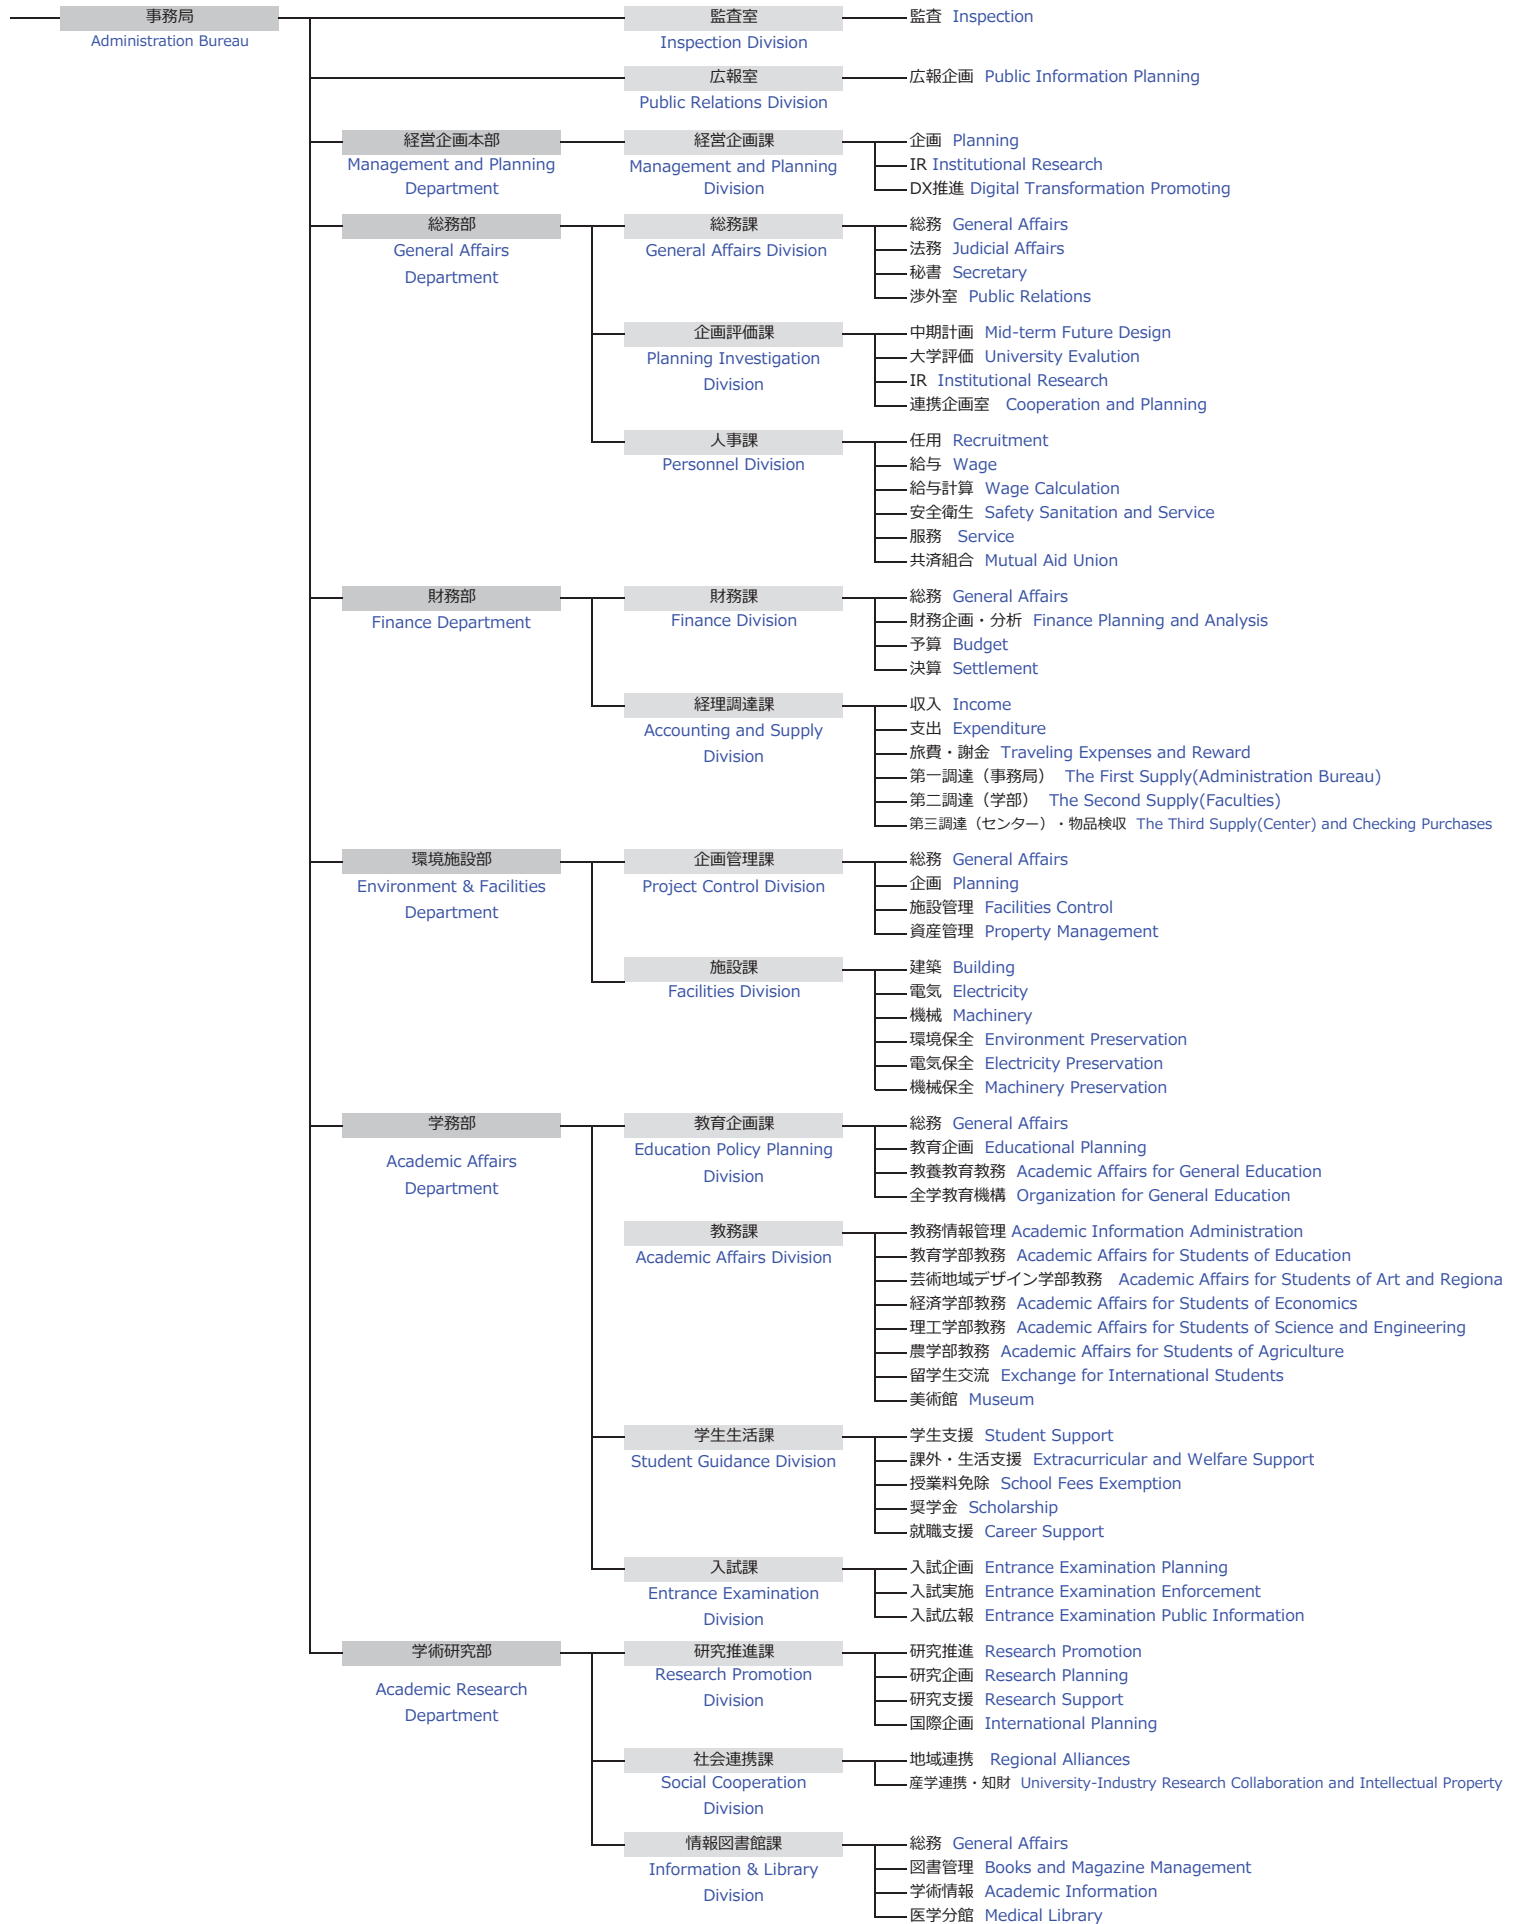 事務局
Administration Bureau
監査室
Inspection Division
監査 Inspection
広報室
Public Relations Division
広報企画 Public Information Planning
経営企画本部
Management and Planning
Department
経営企画課
Management and Planning
Division
企画 Planning
IR Institutional Research
DX推進 Digital Transformation Promoting
総務部
General Affairs
Department
総務課
General Affairs Division
総務 General Affairs
法務 Judicial Affairs
秘書 Secretary
渉外室 Public Relations
企画評価課
Planning Investigation
Division
中期計画 Mid-term Future Design
大学評価 University Evalution
IR Institutional Research
連携企画室 Cooperation and Planning
人事課
Personnel Division
任用 Recruitment
給与 Wage
給与計算 Wage Calculation
安全衛生 Safety Sanitation and Service
服務 Service
共済組合 Mutual Aid Union
財務部
Finance Department
財務課
Finance Division
総務 General Affairs
財務企画・分析 Finance Planning and Analysis
予算 Budget
決算 Settlement
経理調達課
Accounting and Supply
Division
収入 Income
支出 Expenditure
旅費・謝金 Traveling Expenses and Reward
第一調達（事務局） The First Supply(Administration Bureau)
第二調達（学部） The Second Supply(Faculties)
第三調達（センター）・物品検収 The Third Supply(Center) and Checking Purchases
環境施設部
Environment & Facilities
Department
企画管理課
Project Control Division
総務 General Affairs
企画 Planning
施設管理 Facilities Control
資産管理 Property Management
施設課
Facilities Division
建築 Building
電気 Electricity
機械 Machinery
環境保全 Environment Preservation
電気保全 Electricity Preservation
機械保全 Machinery Preservation
学務部
Academic Affairs
Department
教育企画課
Education Policy Planning
Division
総務 General Affairs
教育企画 Educational Planning
教養教育教務 Academic Affairs for General Education
全学教育機構 Organization for General Education
教務課
Academic Affairs Division
教務情報管理 Academic Information Administration
教育学部教務 Academic Affairs for Students of Education
芸術地域デザイン学部教務 Academic Affairs for Students of Art and Regiona
経済学部教務 Academic Affairs for Students of Economics
理工学部教務 Academic Affairs for Students of Science and Engineering
農学部教務 Academic Affairs for Students of Agriculture
留学生交流 Exchange for International Students
美術館 Museum
学生生活課
Student Guidance Division
学生支援 Student Support
課外・生活支援 Extracurricular and Welfare Support
授業料免除 School Fees Exemption
奨学金 Scholarship
就職支援 Career Support
入試課
Entrance Examination
Division
入試企画 Entrance Examination Planning
入試実施 Entrance Examination Enforcement
入試広報 Entrance Examination Public Information
学術研究部
Academic Research
Department
研究推進課
Research Promotion
Division
研究推進 Research Promotion
研究企画 Research Planning
研究支援 Research Support
国際企画 International Planning
社会連携課
Social Cooperation
Division
地域連携 Regional Alliances
産学連携・知財 University-Industry Research Collaboration and Intellectual Property
情報図書館課
Information & Library
Division
総務 General Affairs
図書管理 Books and Magazine Management
学術情報 Academic Information
医学分館 Medical Library